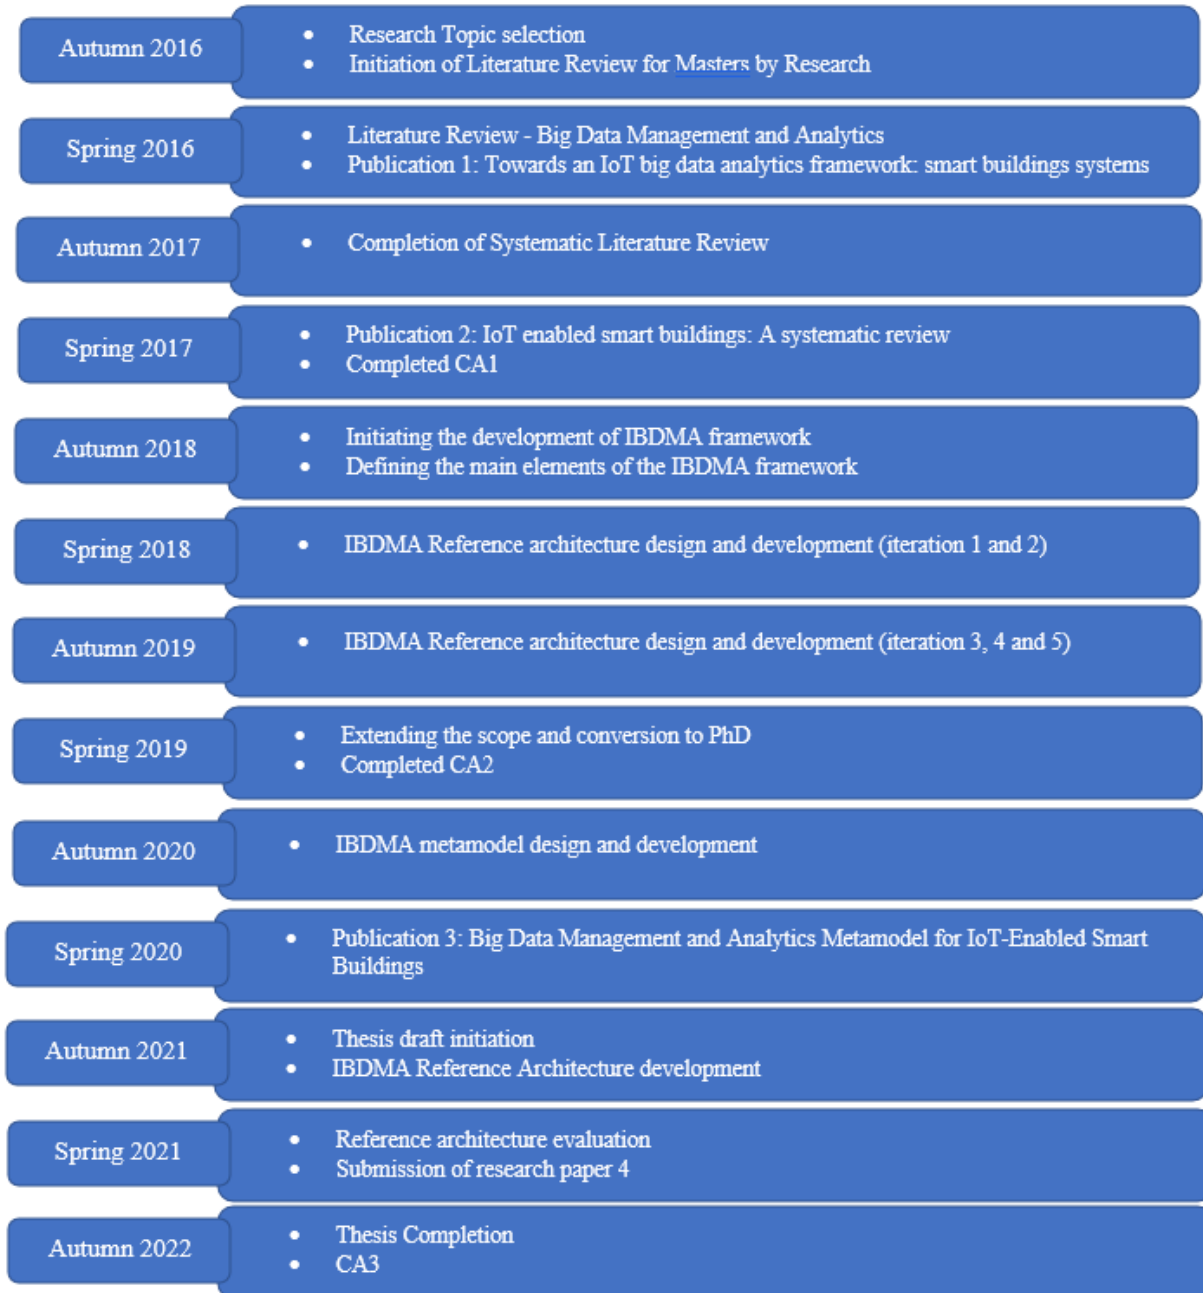 Autumn 2016
• Research Topic selection
• Initiation of Literature Review for Masters by Research
Spring 2016
• Literature Review - Big Data Management and Analytics
• Publication 1: Towards an IoT big data analytics framework: smart buildings systems
Autumn 2017
• Completion of Systematic Literature Review
Spring 2017
• Publication 2: IoT enabled smart buildings: A systematic review
• Completed CA1
Autumn 2018
• Initiating the development of IBDMA framework
• Defining the main elements of the IBDMA framework
Spring 2018
• IBDMA Reference architecture design and development (iteration 1 and 2)
Autumn 2019
• IBDMA Reference architecture design and development (iteration 3, 4 and 5)
Spring 2019
• Extending the scope and conversion to PhD
• Completed CA2
Autumn 2020
• IBDMA metamodel design and development
Spring 2020
• Publication 3: Big Data Management and Analytics Metamodel for IoT-Enabled Smart
Buildings
Autumn 2021
• Thesis draft initiation
• IBDMA Reference Architecture development
Spring 2021
• Reference architecture evaluation
• Submission of research paper 4
Autumn 2022
• Thesis Completion
• CA3